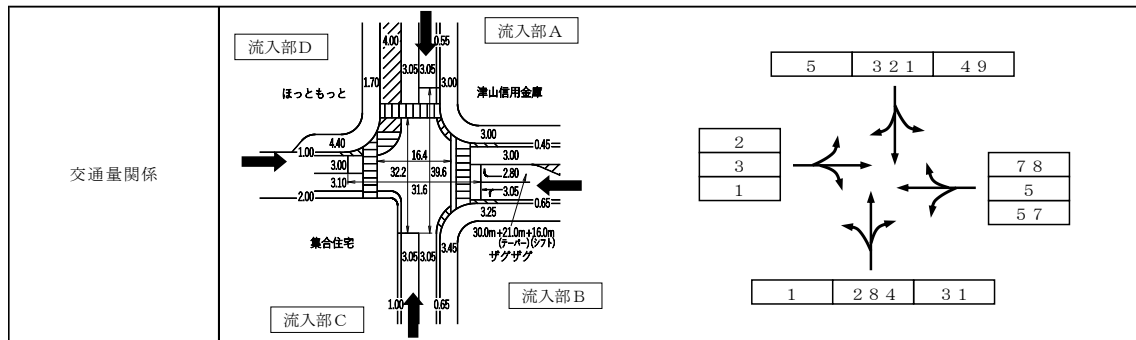 交通量関係
流入部D
流入部A
4.00
0.55
3.05
3.05
1.70
3.00
ほっともっと
津山信用金庫
3.00
4.40
0.45
1.00
16.4
3.00
3.00
32.2
39.6
2.80
3.10
31.6
3.05
2.00
0.65
3.25
30.0m+21.0m+16.0m
(テーパー)(シフト)
集合住宅
3.45
ザグザグ
3.05
3.05
1.00
0.65
流入部B
流入部C
5 321 49
2
3
1
78
5
57
1 284 31